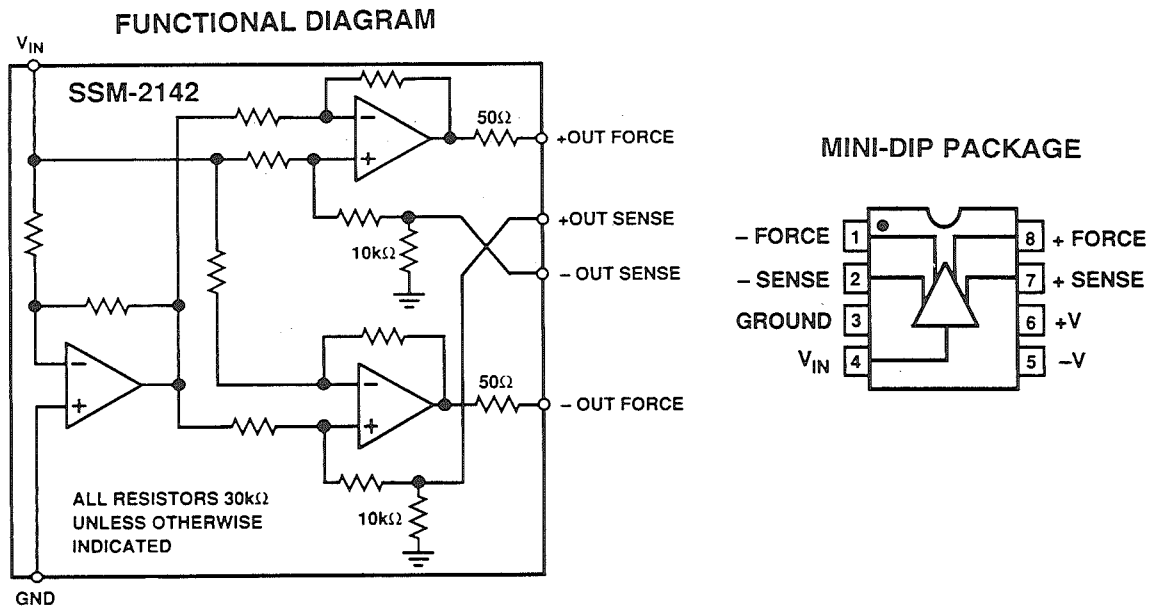 FUNCTIONAL DIAGRAM
VIN
SSM-2142
50Ω
+OUT FORCE
+OUT SENSE
10kΩ
– OUT SENSE
50Ω
– OUT FORCE
10kΩ
ALL RESISTORS 30kΩ
UNLESS OTHERWISE
INDICATED
GND
MINI-DIP PACKAGE
– FORCE 1
8 + FORCE
– SENSE 2
7 + SENSE
GROUND 3
6 +V
VIN 4
5 –V